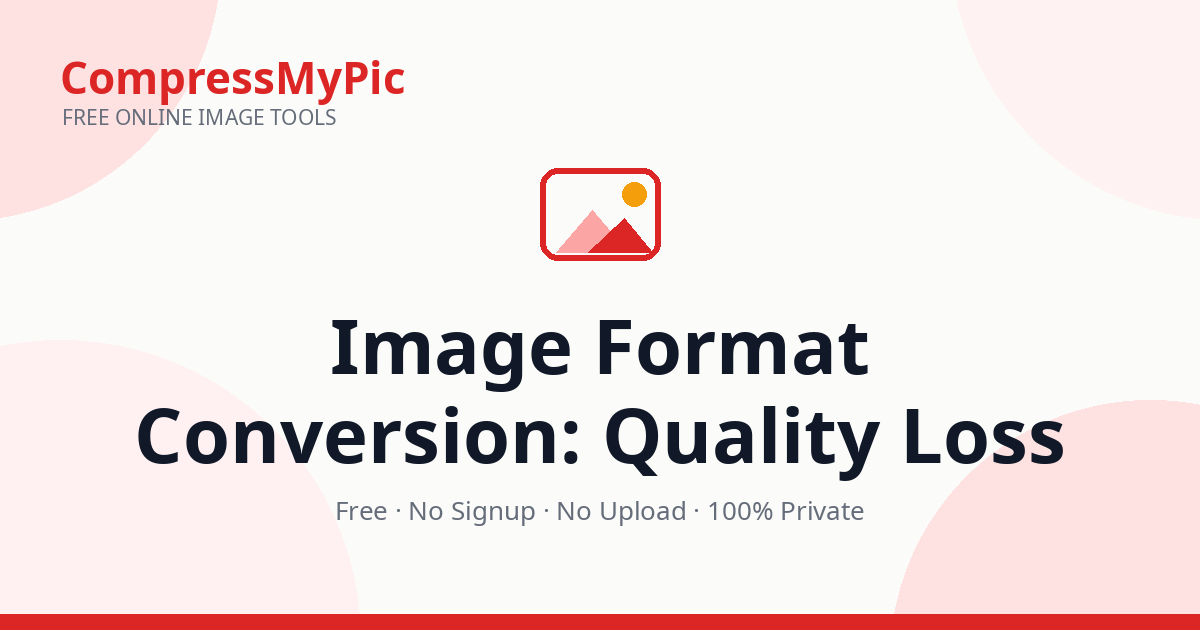 CompressMyPic
FREE ONLINE IMAGE TOOLS
Image Format
Conversion: Quality Loss
Free · No Signup · No Upload · 100% Private